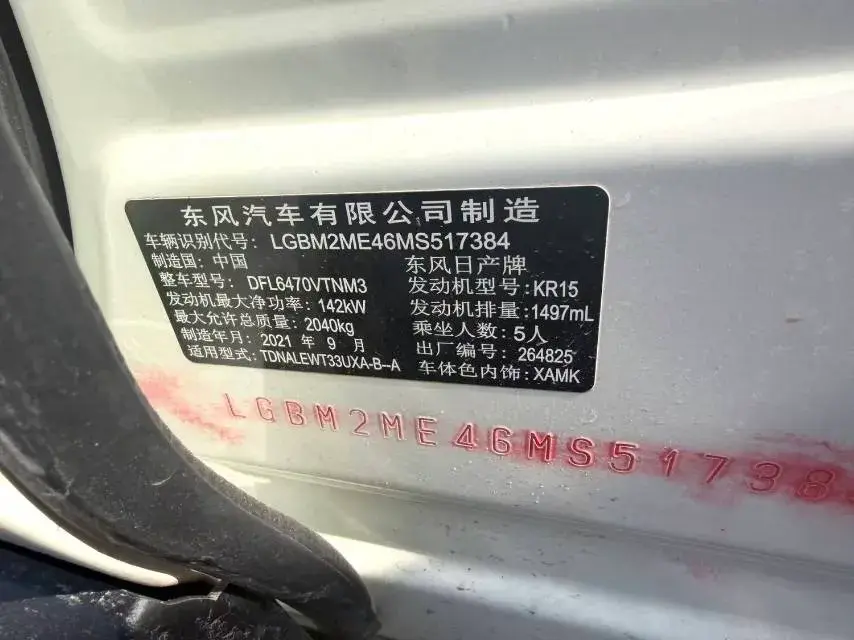 东风汽车有限公司制造
车辆识别代号: LGBM2ME46MS517384
制造国: 中国 东风日产牌
整车型号: DFL6470VTNM3 发动机型号: KR15
发动机最大净功率: 142kW 发动机排量: 1497mL
最大允许总质量: 2040kg 乘坐人数: 5人
制造年月: 2021 年 9 月 出厂编号: 264825
适用型式: TDNALEWT33UXA-B--A 车体色内饰: XAMK
LGBM2ME46MS51738